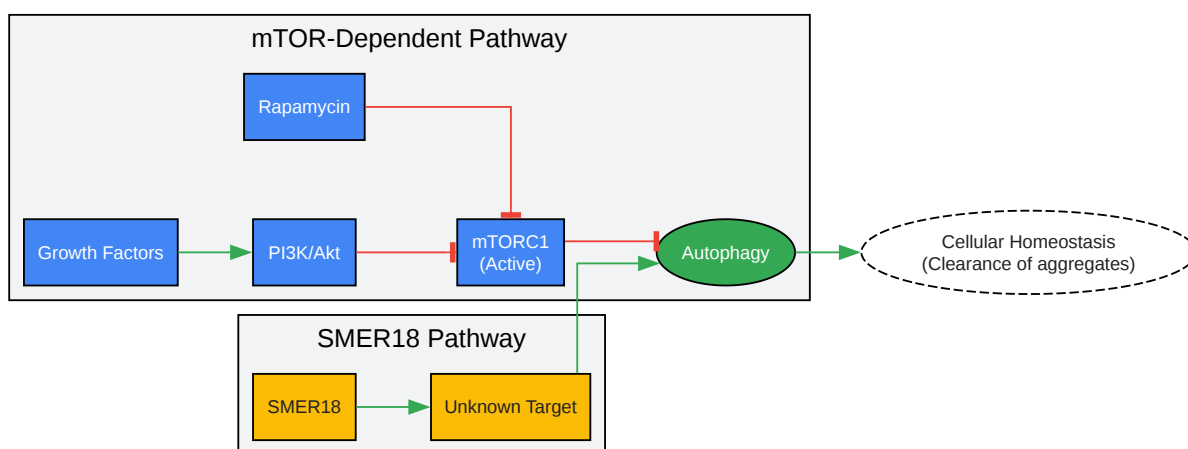 mTOR-Dependent Pathway
Rapamycin
Growth Factors
PI3K/Akt
mTORC1
(Active)
Autophagy
Cellular Homeostasis
(Clearance of aggregates)
SMER18 Pathway
SMER18
Unknown Target